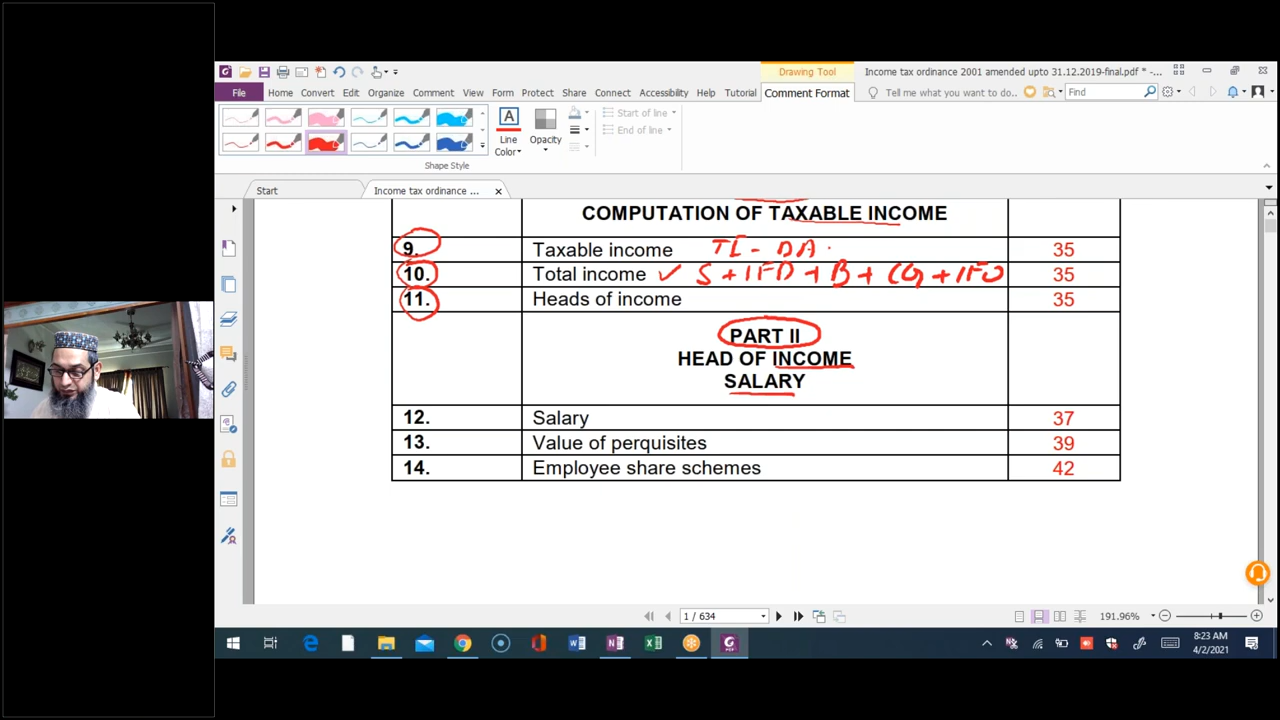 Drawing Tool
Income tax ordinance 2001 amended upto 31.12.2019-final.pdf * -...
File Home Convert Edit Organize Comment View Form Protect Share Connect Accessibility Help Tutorial Comment Format Tell me what you want to do... Find
Line Color
Opacity
Start of line
End of line
Shape Style
Start
Income tax ordinance ...
COMPUTATION OF TAXABLE INCOME
9. Taxable income TI - DA 35
10. Total income ✓ S + IFD + B + CG + IFO 35
11. Heads of income 35
PART II
HEAD OF INCOME
SALARY
12. Salary 37
13. Value of perquisites 39
14. Employee share schemes 42
1 / 634
191.96%
8:23 AM
4/2/2021